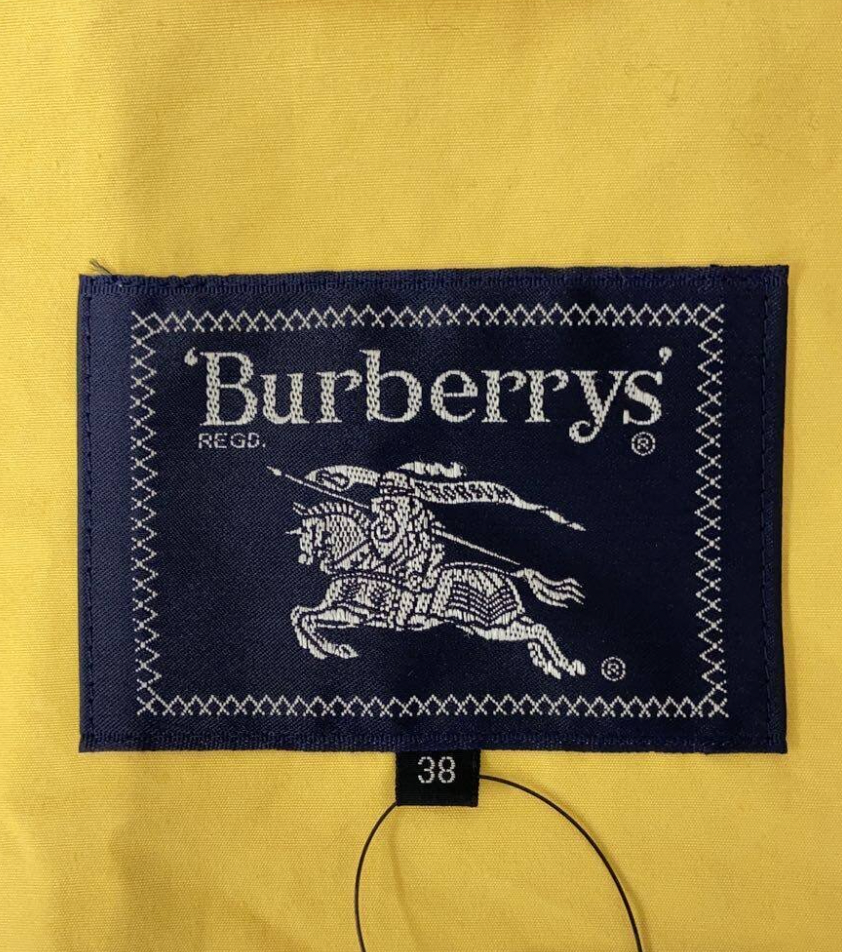 ‘Burberrys’
REGD. ®
®
38